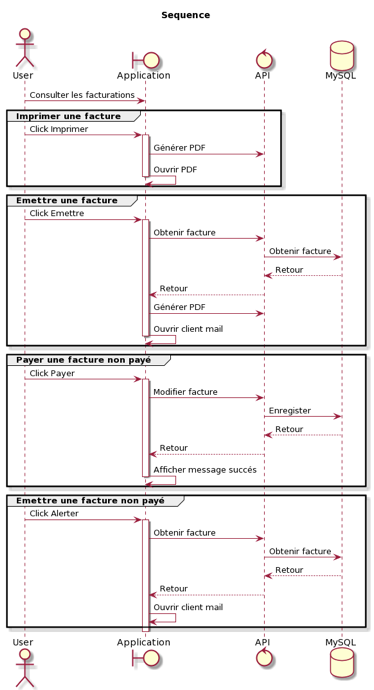 Sequence
User Application API MySQL
Consulter les facturations
Imprimer une facture
Click Imprimer
Générer PDF
Ouvrir PDF
Emettre une facture
Click Emettre
Obtenir facture
Obtenir facture
Retour
Retour
Générer PDF
Ouvrir client mail
Payer une facture non payé
Click Payer
Modifier facture
Enregister
Retour
Retour
Afficher message succés
Emettre une facture non payé
Click Alerter
Obtenir facture
Obtenir facture
Retour
Retour
Ouvrir client mail
User Application API MySQL